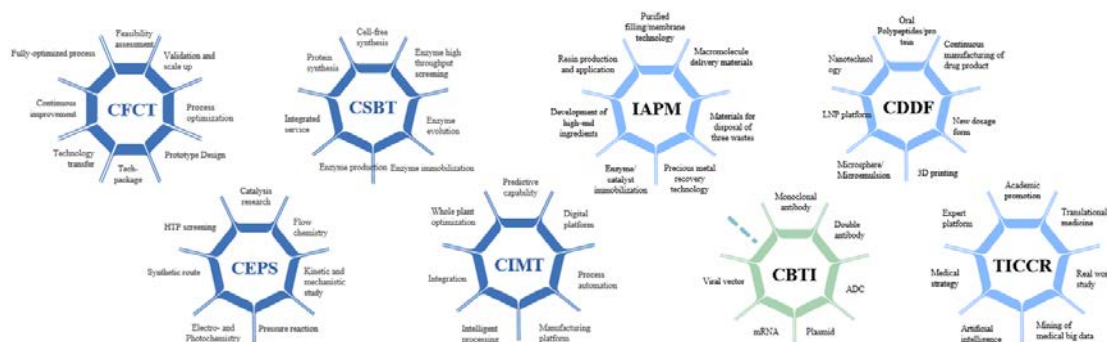 Feasibility
assessment
Fully-optimized process
Validation and
scale up
Continuous
improvement
CFCT
Process
optimization
Technology
transfer
Tech-
package
Prototype Design
Cell-free
synthesis
Protein
synthesis
Enzyme high
throughput
screening
CSBT
Integrated
service
Enzyme
evolution
Enzyme production
Enzyme immobilization
Purified
filling/membrane
technology
Resin production
and application
Macromolecule
delivery materials
IAPM
Development of
high-end
ingredients
Materials for
disposal of
three wastes
Enzyme/
catalyst
immobilization
Precious metal
recovery
technology
Oral
Polypeptides/pro
tein
Nanotechnol
ogy
Continuous
manufacturing of
drug product
CDDF
LNP platform
New dosage
form
Microsphere/
Microemulsion
3D printing
Catalysis
research
HTP screening
Flow
chemistry
Synthetic route
CEPS
Kinetic and
mechanistic
study
Electro- and
Photochemistry
Pressure reaction
Predictive
capability
Whole plant
optimization
Digital
platform
Integration
CIMT
Process
automation
Intelligent
processing
Manufacturing
platform
Monoclonal
antibody
Double
antibody
Viral vector
CBTI
ADC
mRNA
Plasmid
Academic
promotion
Expert
platform
Translational
medicine
Medical
strategy
TICCR
Real wor
study
Artificial
intelligence
Mining of
medical big data